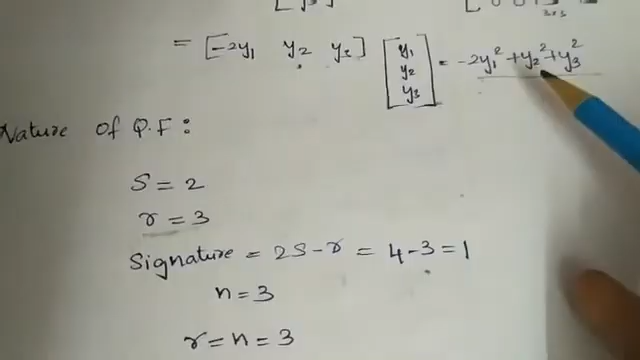 = [-2y₁ y₂ y₃] [y₁ y₂ y₃] = -2y₁² + y₂² + y₃²
Nature of Q.F :
S = 2
r = 3
Signature = 2S - r = 4 - 3 = 1
n = 3
r = n = 3